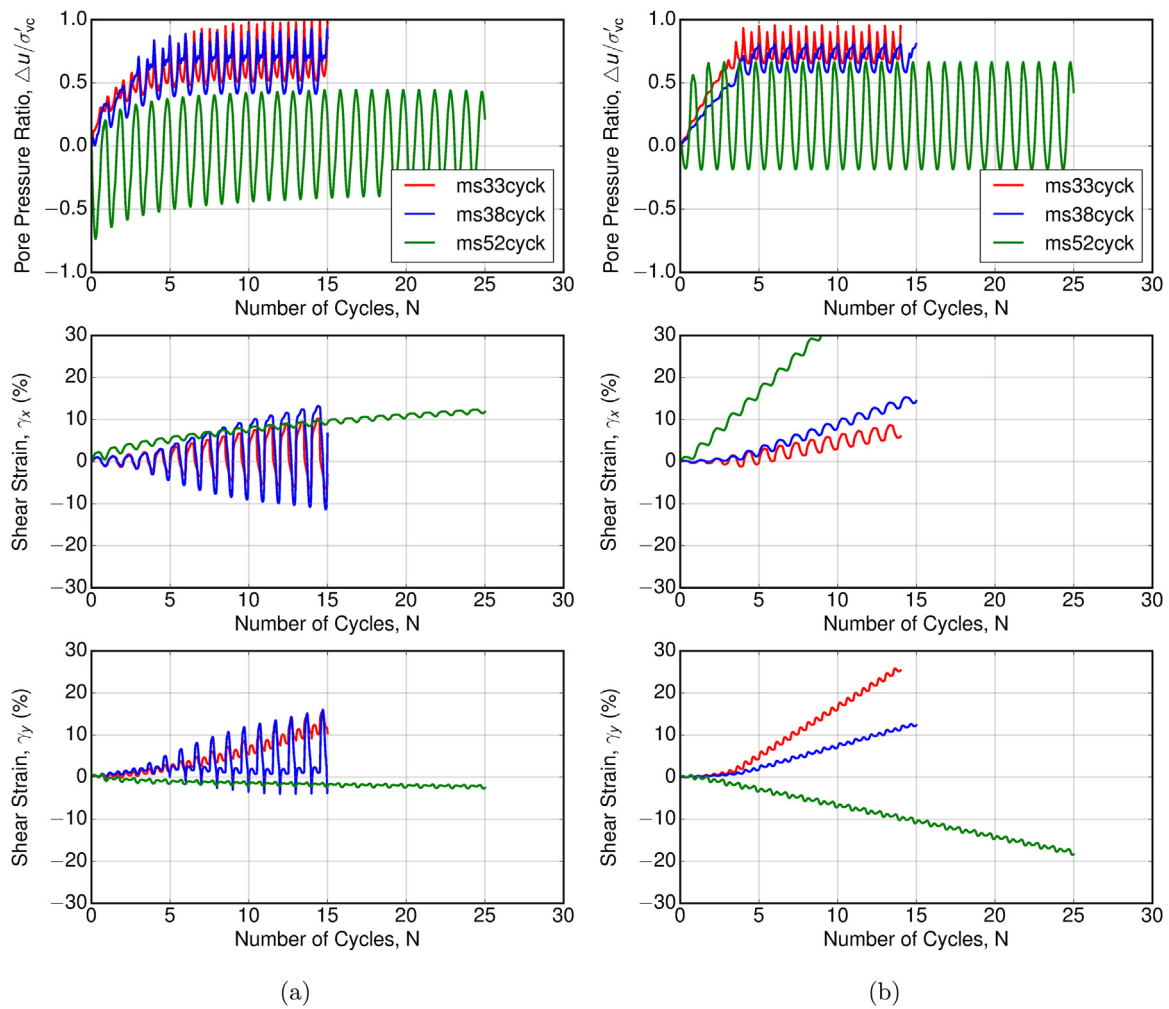 Pore Pressure Ratio, △u/σ′vc
1.0
0.5
0.0
−0.5
−1.0
ms33cyck
ms38cyck
ms52cyck
0 5 10 15 20 25 30
Number of Cycles, N
Pore Pressure Ratio, △u/σ′vc
1.0
0.5
0.0
−0.5
−1.0
ms33cyck
ms38cyck
ms52cyck
0 5 10 15 20 25 30
Number of Cycles, N
Shear Strain, γx (%)
30
20
10
0
−10
−20
−30
0 5 10 15 20 25 30
Number of Cycles, N
Shear Strain, γx (%)
30
20
10
0
−10
−20
−30
0 5 10 15 20 25 30
Number of Cycles, N
Shear Strain, γy (%)
30
20
10
0
−10
−20
−30
0 5 10 15 20 25 30
Number of Cycles, N
Shear Strain, γy (%)
30
20
10
0
−10
−20
−30
0 5 10 15 20 25 30
Number of Cycles, N
(a)
(b)